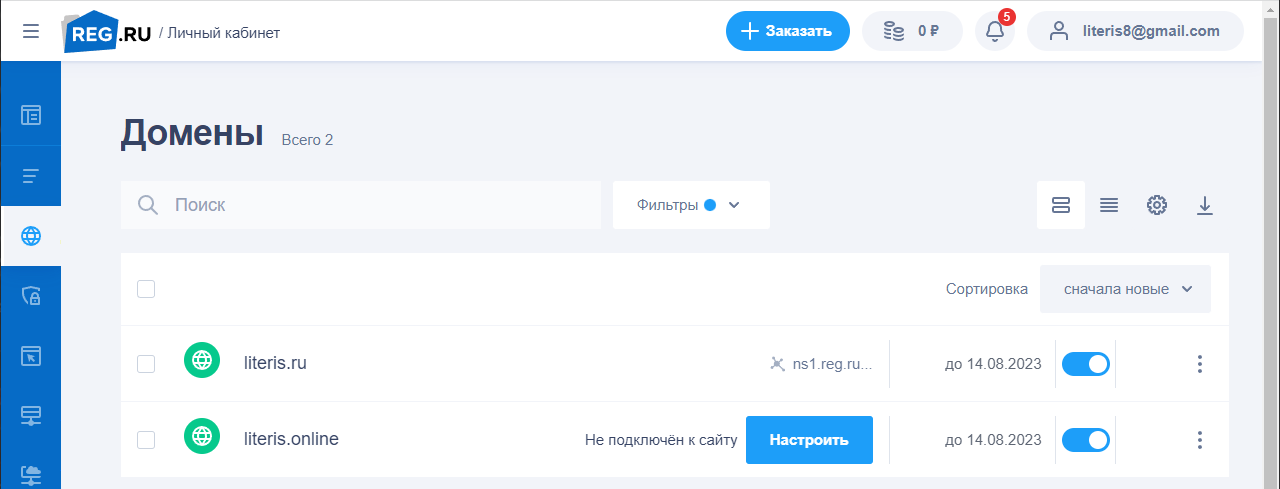 REG.RU / Личный кабинет
Заказать
0 ₽
5
literis8@gmail.com
Домены Всего 2
Поиск
Фильтры
Сортировка сначала новые
literis.ru ns1.reg.ru... до 14.08.2023
literis.online Не подключён к сайту Настроить до 14.08.2023